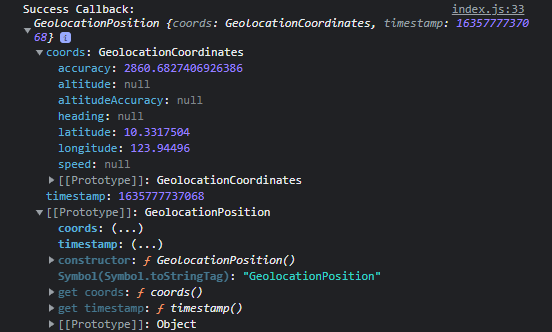 Success Callback: index.js:33
GeolocationPosition {coords: GeolocationCoordinates, timestamp: 16357777370
68} i
coords: GeolocationCoordinates
accuracy: 2860.6827406926386
altitude: null
altitudeAccuracy: null
heading: null
latitude: 10.3317504
longitude: 123.94496
speed: null
[[Prototype]]: GeolocationCoordinates
timestamp: 1635777737068
[[Prototype]]: GeolocationPosition
coords: (...)
timestamp: (...)
constructor: ƒ GeolocationPosition()
Symbol(Symbol.toStringTag): "GeolocationPosition"
get coords: ƒ coords()
get timestamp: ƒ timestamp()
[[Prototype]]: Object